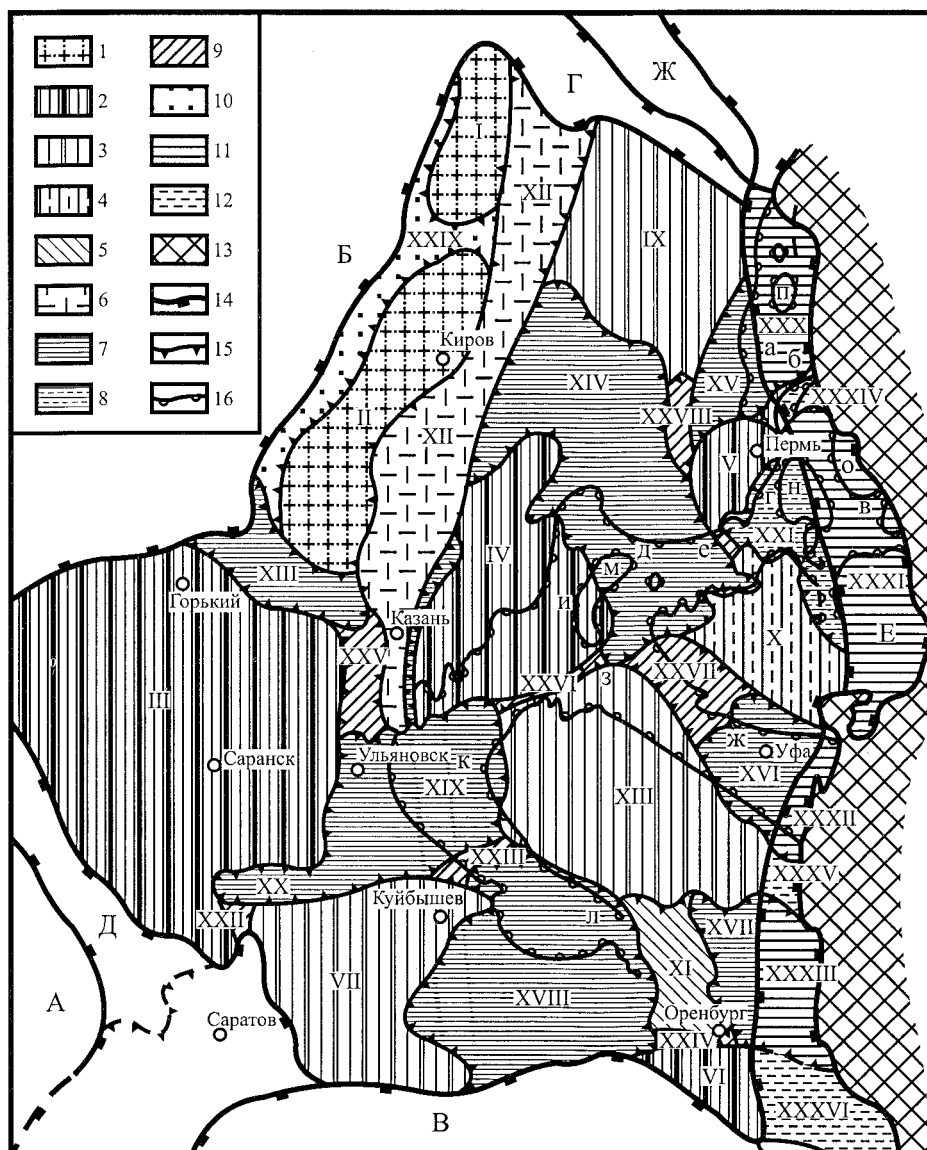 1 9
2 10
3 11
4 12
5 13
6 14
7 15
8 16
Г Ж
I
XII
IX
XXIX
Б
п
XXX
а б
Киров
XIV
XV
XXVIII
XXXIV
II
XII
V
Пермь
о
н
г
в
IV
д
с
XXI
м
XIII
Горький
XXXI
и
Казань
X
Е
XXV
XXVI
з
XXVII
III
Ульяновск
к
ж
Уфа
Саранск
XIX
XIII
XVI
XXXII
XXIII
XXXV
XX
Куйбышев
л
XVII
XXII
Д
XI
XXXIII
VII
XVIII
А
Саратов
Оренбург
XXIV
VI
В
XXXVI